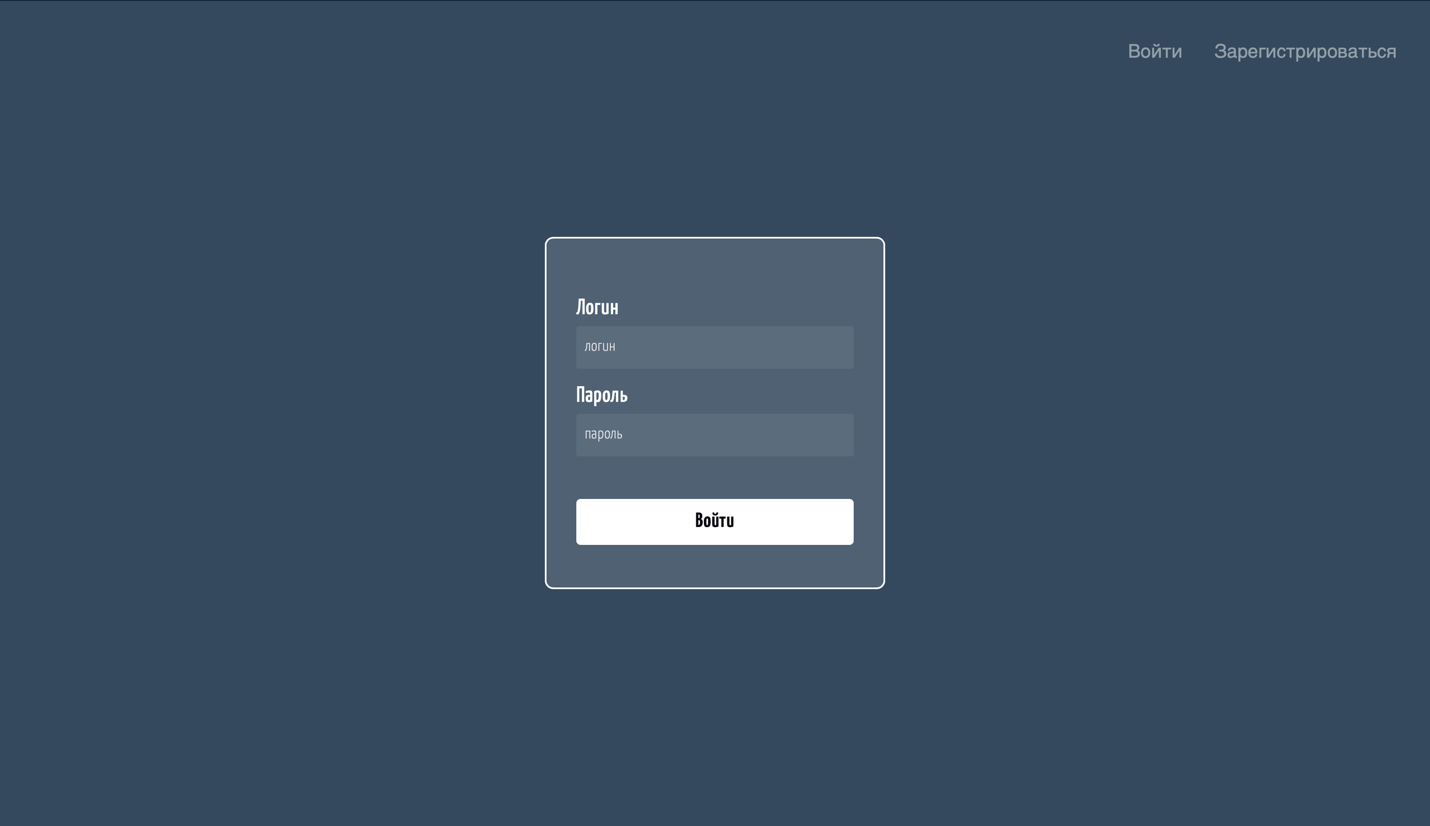 Войти Зарегистрироваться
Логин
логин
Пароль
пароль
Войти